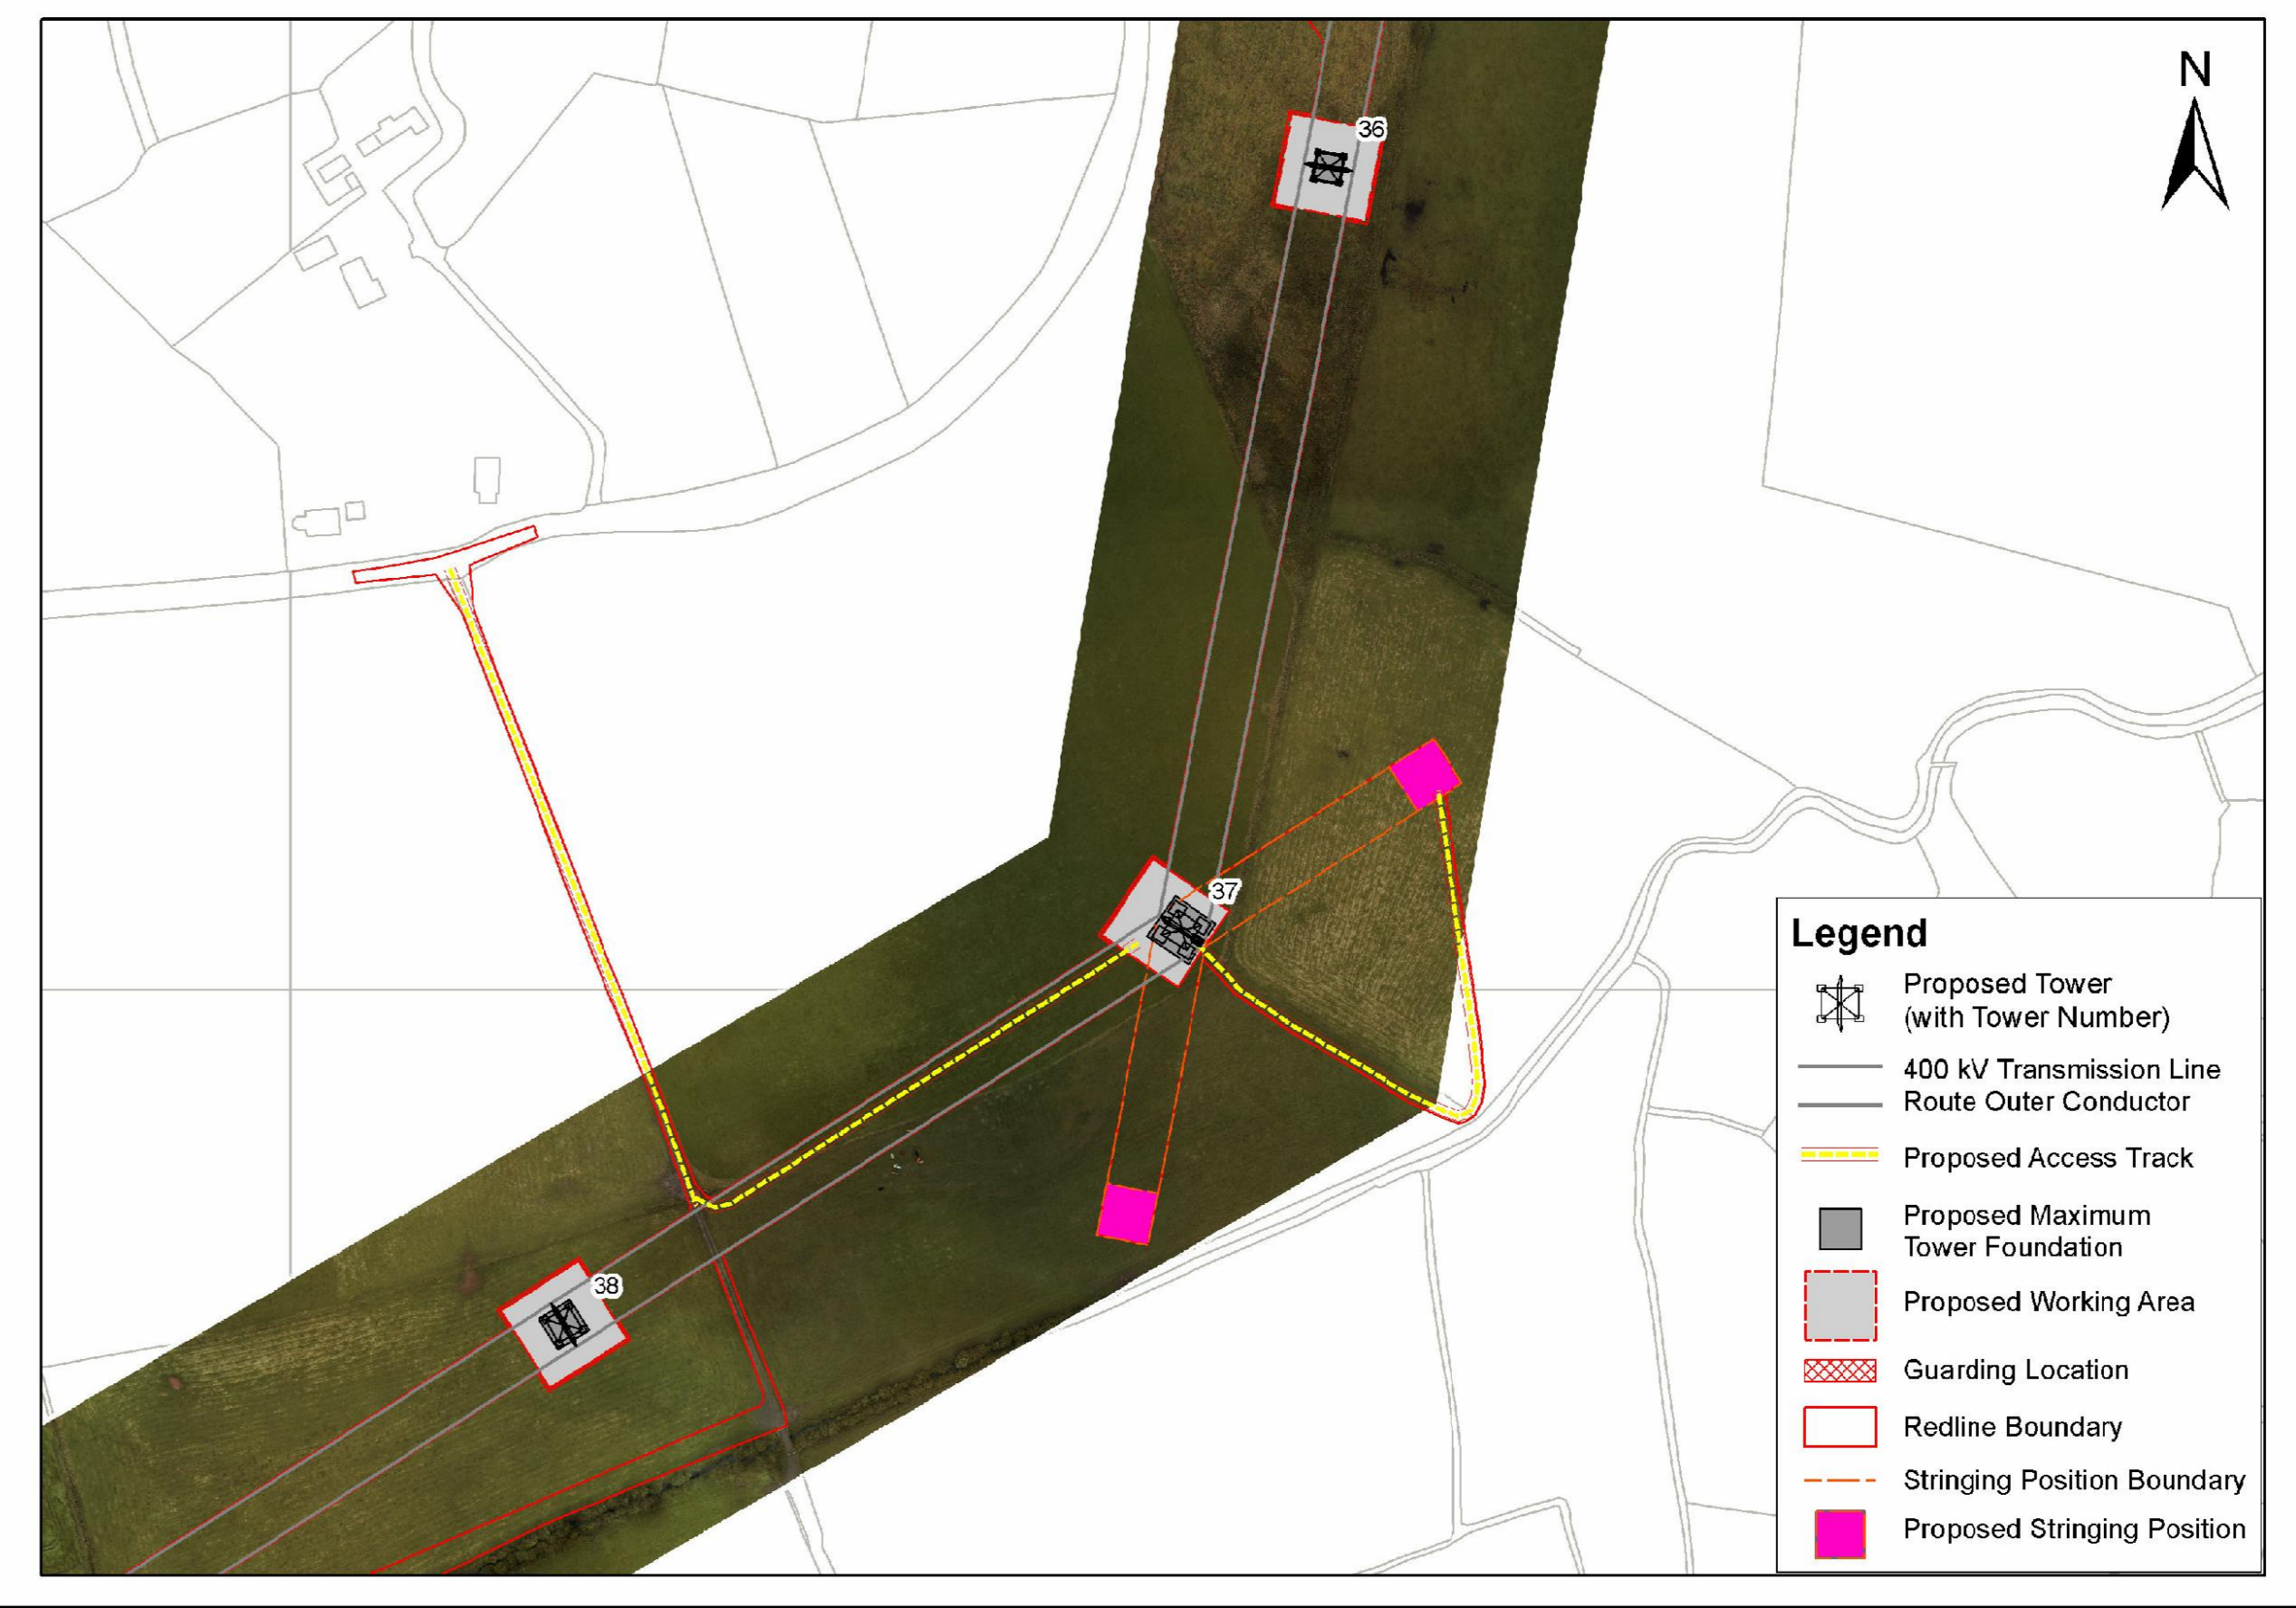 N
36
37
38
Legend
Proposed Tower
(with Tower Number)
400 kV Transmission Line
Route Outer Conductor
Proposed Access Track
Proposed Maximum
Tower Foundation
Proposed Working Area
Guarding Location
Redline Boundary
Stringing Position Boundary
Proposed Stringing Position